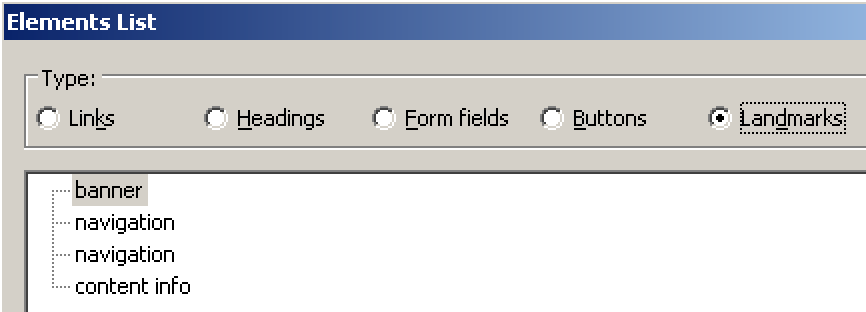 Elements List
Type:
Links Headings Form fields Buttons Landmarks
banner
navigation
navigation
content info